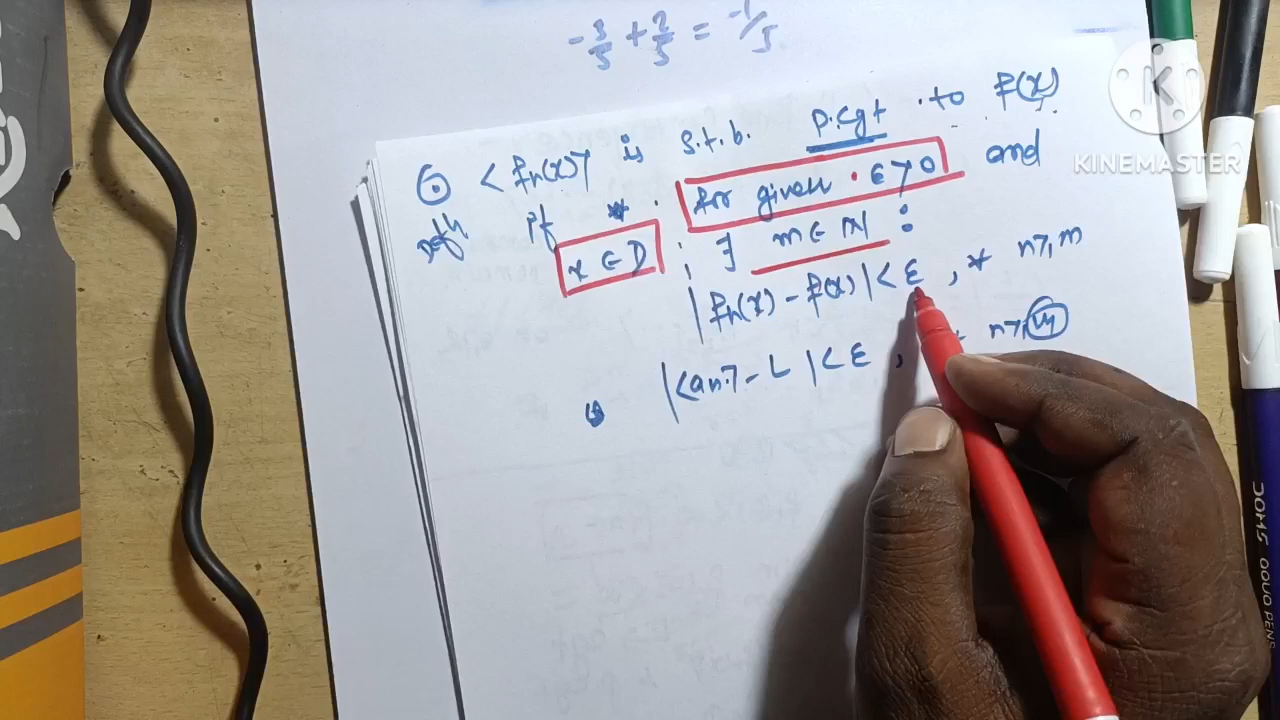 -3/5 + 2/5 = -1/5
⊙ <fn(x)> is s.t.b. p.cgt to f(x)
Defn if * for given ε > 0 and
x ∈ D ; ∃ m ∈ N :
|fn(x) - f(x)| < ε, * n ≥ m
|<an> - L| < ε, n ≥ m
KINEMASTER
DOMS